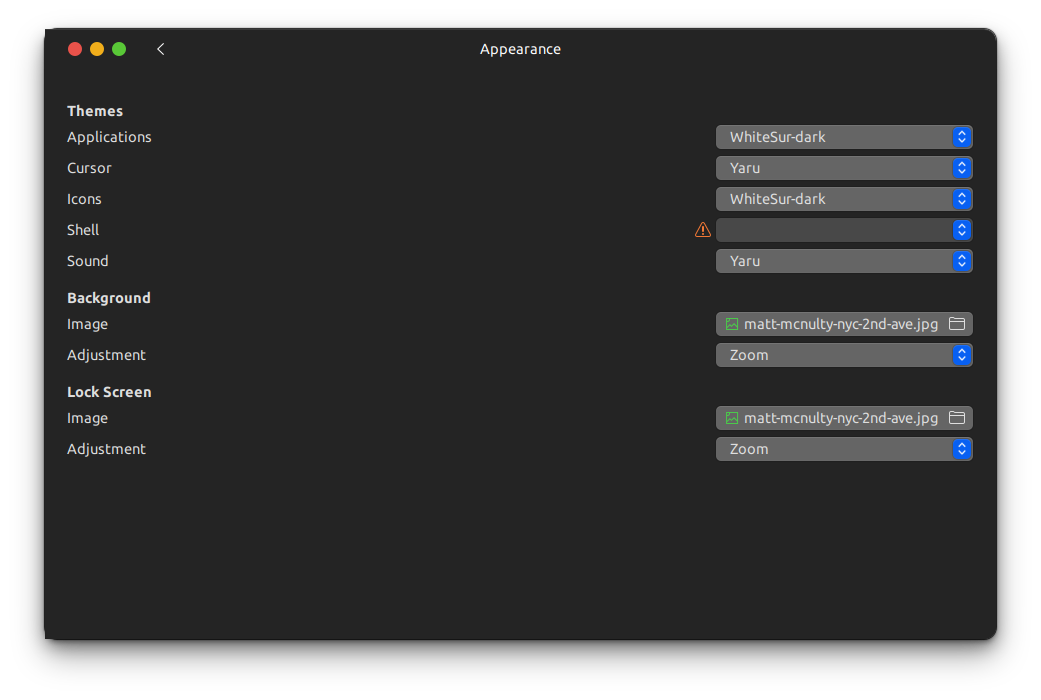 Appearance
Themes
Applications WhiteSur-dark
Cursor Yaru
Icons WhiteSur-dark
Shell
Sound Yaru
Background
Image matt-mcnulty-nyc-2nd-ave.jpg
Adjustment Zoom
Lock Screen
Image matt-mcnulty-nyc-2nd-ave.jpg
Adjustment Zoom